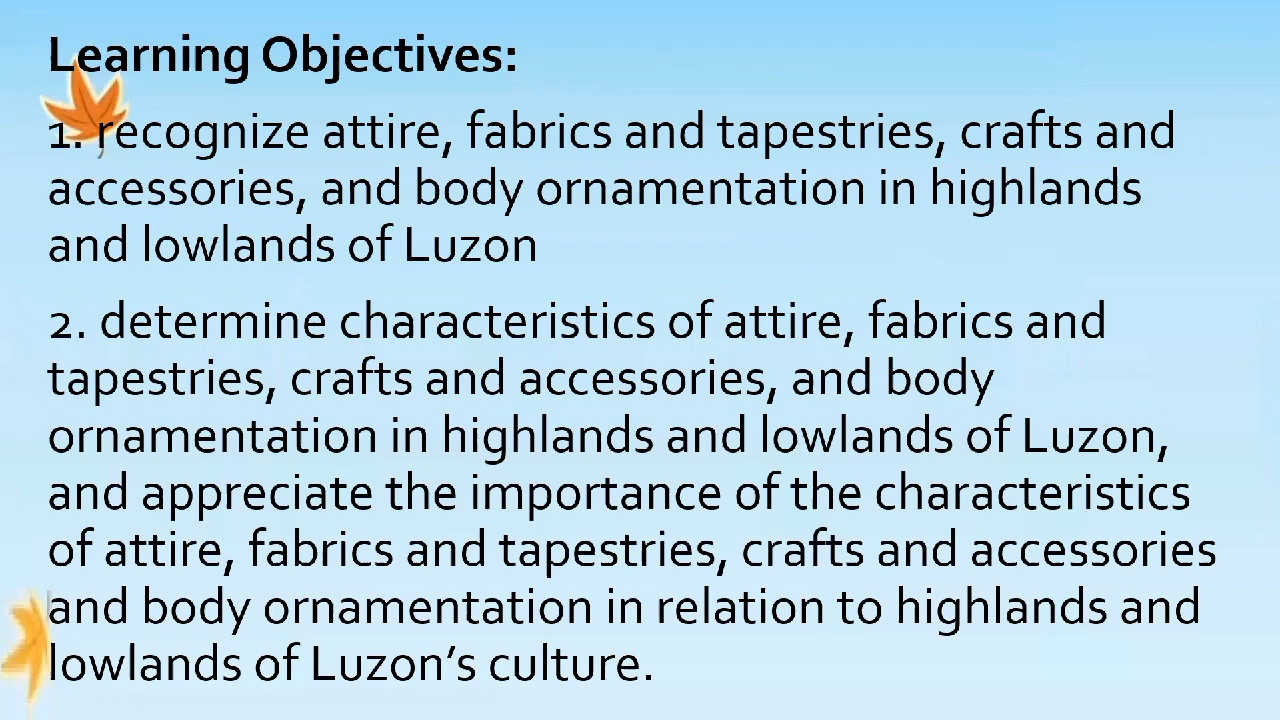 Learning Objectives:
1. recognize attire, fabrics and tapestries, crafts and
accessories, and body ornamentation in highlands
and lowlands of Luzon
2. determine characteristics of attire, fabrics and
tapestries, crafts and accessories, and body
ornamentation in highlands and lowlands of Luzon,
and appreciate the importance of the characteristics
of attire, fabrics and tapestries, crafts and accessories
and body ornamentation in relation to highlands and
lowlands of Luzon’s culture.